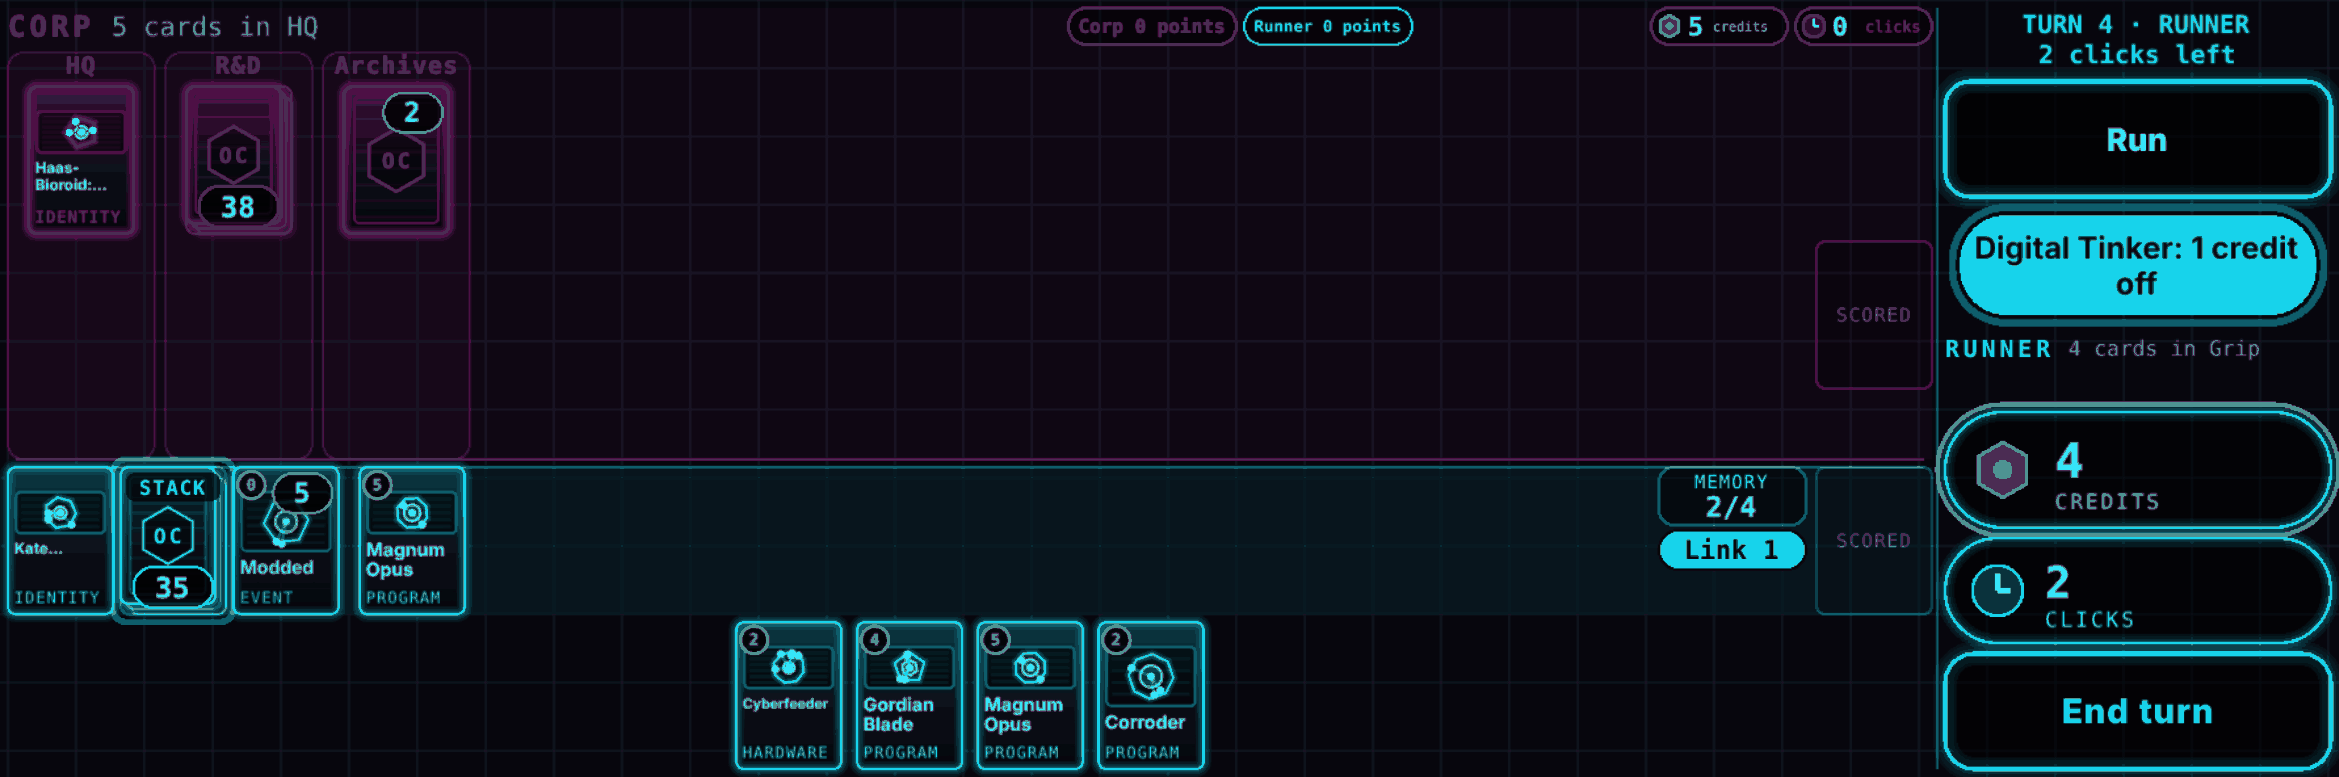 CORP 5 cards in HQ
Corp 0 points
Runner 0 points
5 credits
0 clicks
TURN 4 · RUNNER
2 clicks left
HQ
R&D
Archives
Haas-
Bioroid:...
IDENTITY
OC
38
2
OC
Run
Digital Tinker: 1 credit
off
SCORED
RUNNER 4 cards in Grip
4
CREDITS
2
CLICKS
End turn
Kate...
IDENTITY
STACK
OC
35
0
5
Modded
EVENT
5
Magnum
Opus
PROGRAM
MEMORY
2/4
Link 1
SCORED
2
Cyberfeeder
HARDWARE
4
Gordian
Blade
PROGRAM
5
Magnum
Opus
PROGRAM
2
Corroder
PROGRAM